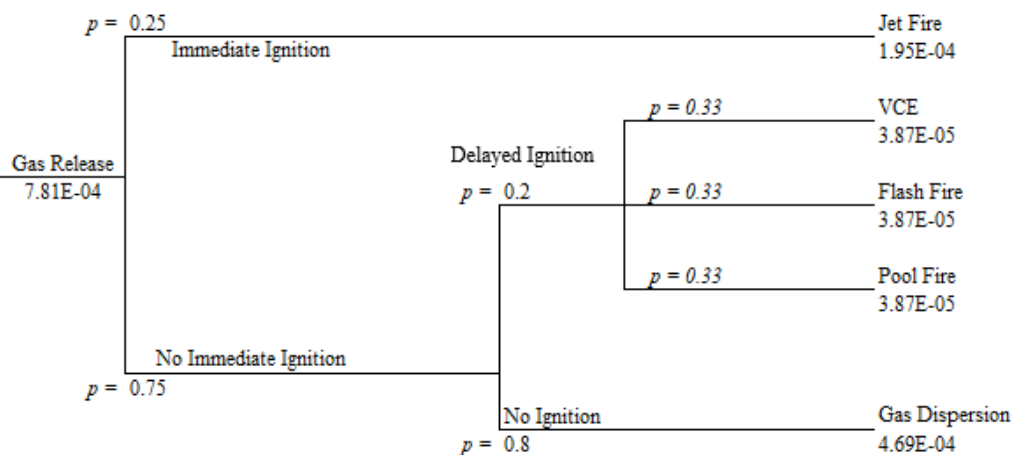 p = 0.25
Jet Fire
Immediate Ignition
1.95E-04
p = 0.33
VCE
3.87E-05
Delayed Ignition
Gas Release
7.81E-04
p = 0.2
p = 0.33
Flash Fire
3.87E-05
p = 0.33
Pool Fire
3.87E-05
No Immediate Ignition
p = 0.75
No Ignition
Gas Dispersion
p = 0.8
4.69E-04